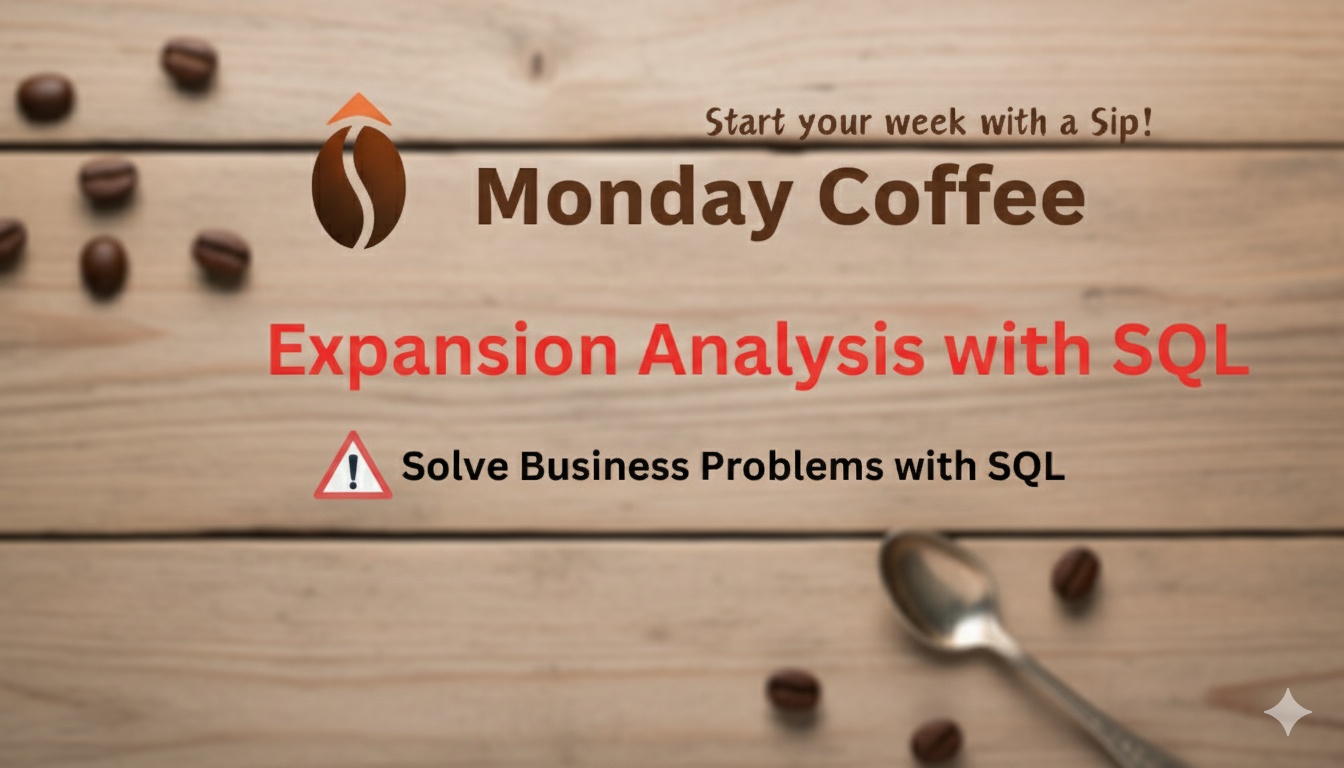 Start your week with a Sip!
Monday Coffee
Expansion Analysis with SQL
! Solve Business Problems with SQL